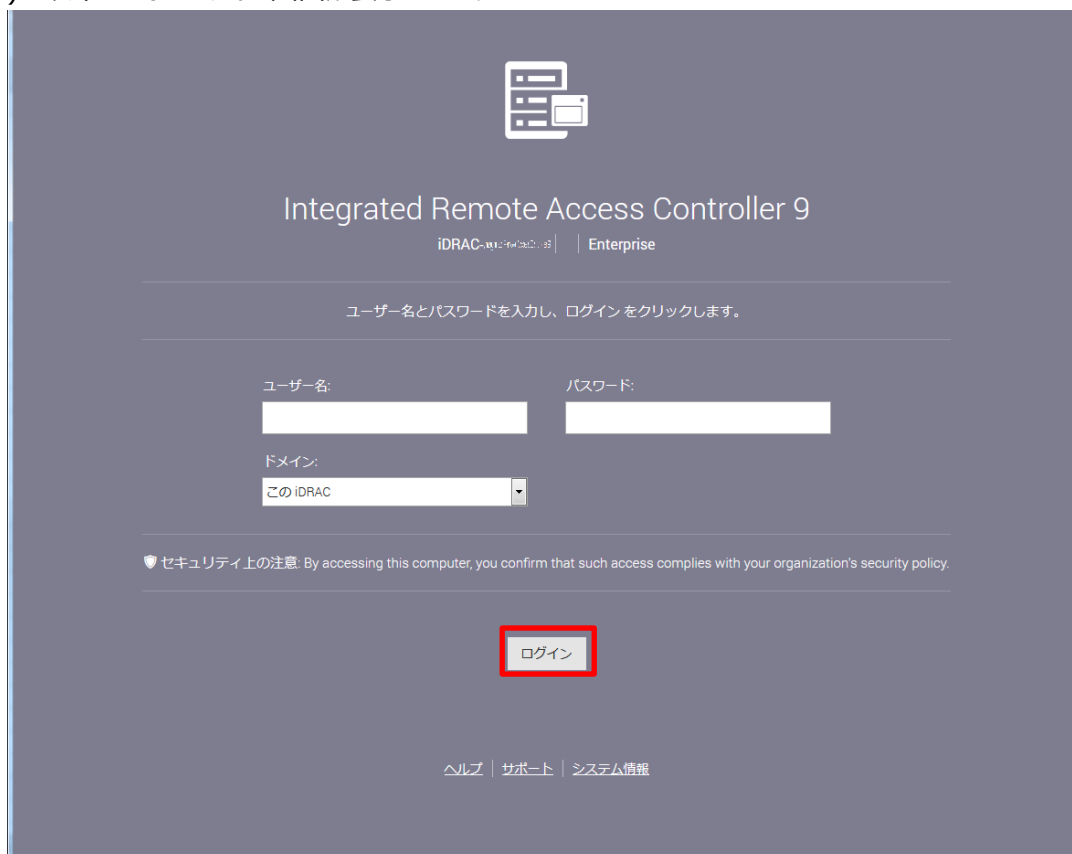 Integrated Remote Access Controller 9
iDRAC- | | Enterprise
ユーザー名とパスワードを入力し、ログイン をクリックします。
ユーザー名: パスワード:
ドメイン:
この iDRAC
セキュリティ上の注意: By accessing this computer, you confirm that such access complies with your organization's security policy.
ログイン
ヘルプ | サポート | システム情報